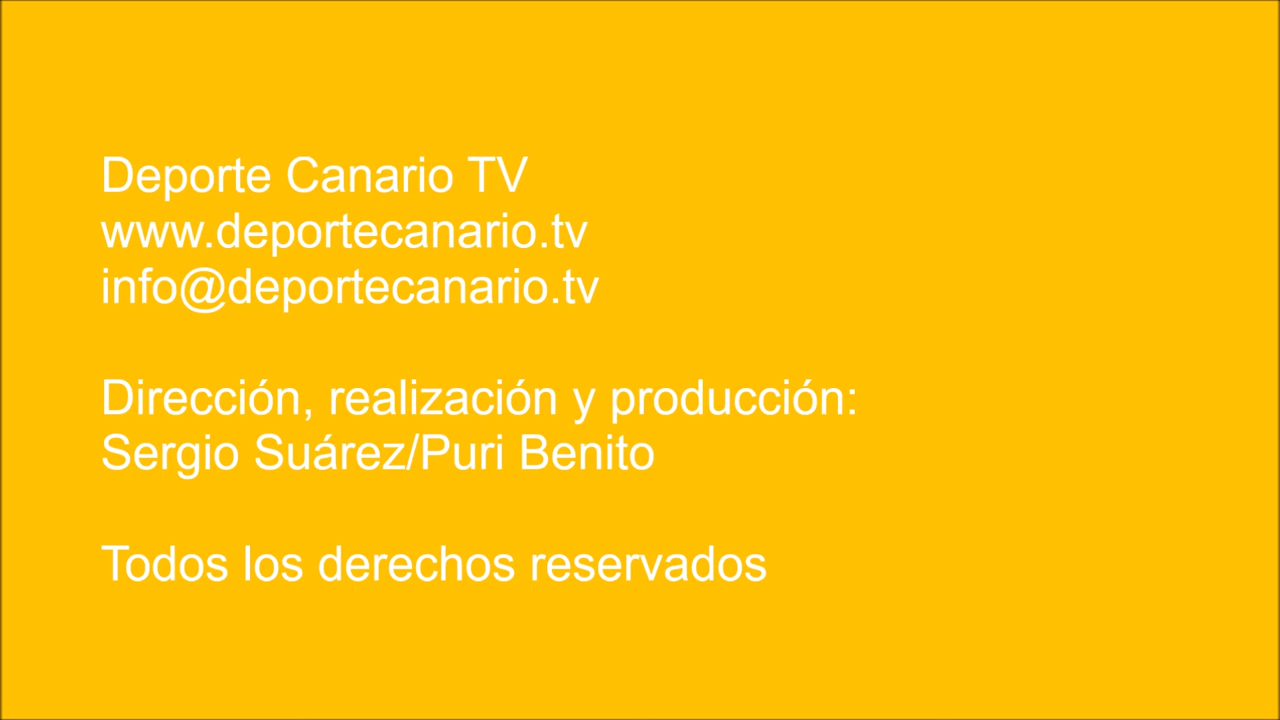 Deporte Canario TV
www.deportecanario.tv
info@deportecanario.tv
Dirección, realización y producción:
Sergio Suárez/Puri Benito
Todos los derechos reservados